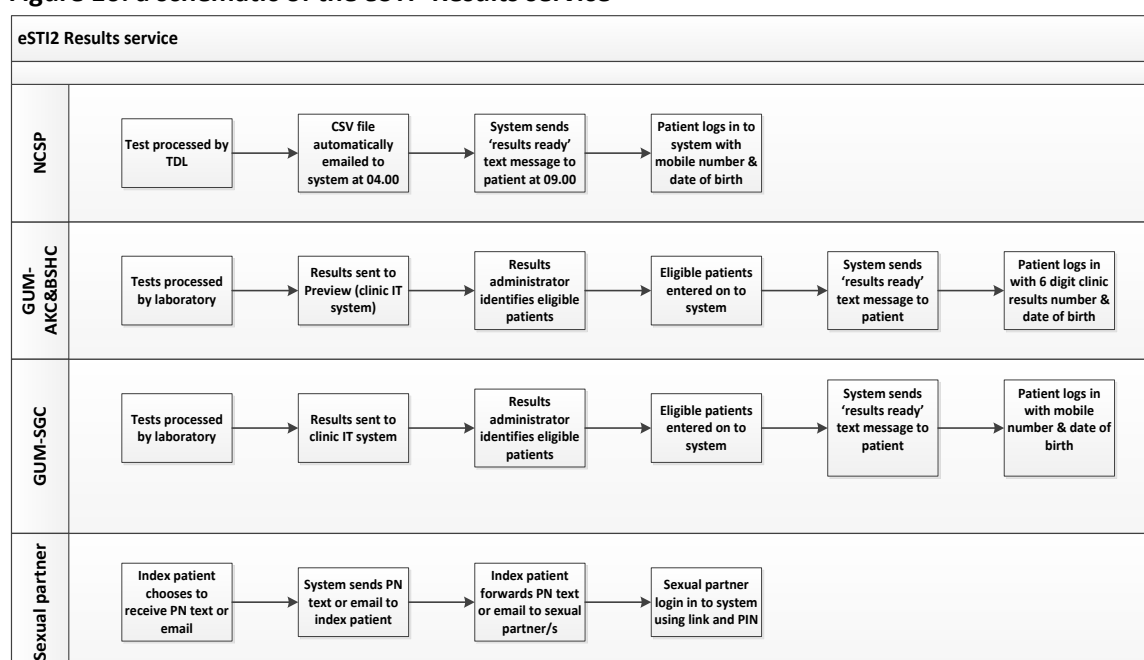 eSTI2 Results service
NCSP
Test processed by
TDL
CSV file
automatically
emailed to
system at 04.00
System sends
‘results ready’
text message to
patient at 09.00
Patient logs in to
system with
mobile number &
date of birth
GUM-
AKC&BSHC
Tests processed
by laboratory
Results sent to
Preview (clinic IT
system)
Results
administrator
identifies eligible
patients
Eligible patients
entered on to
system
System sends
‘results ready’
text message to
patient
Patient logs in
with 6 digit clinic
results number &
date of birth
GUM-SGC
Tests processed
by laboratory
Results sent to
clinic IT system
Results
administrator
identifies eligible
patients
Eligible patients
entered on to
system
System sends
‘results ready’
text message to
patient
Patient logs in
with mobile
number & date of
birth
Sexual partner
Index patient
chooses to
receive PN text or
email
System sends PN
text or email to
index patient
Index patient
forwards PN text
or email to sexual
partner/s
Sexual partner
login in to system
using link and PIN